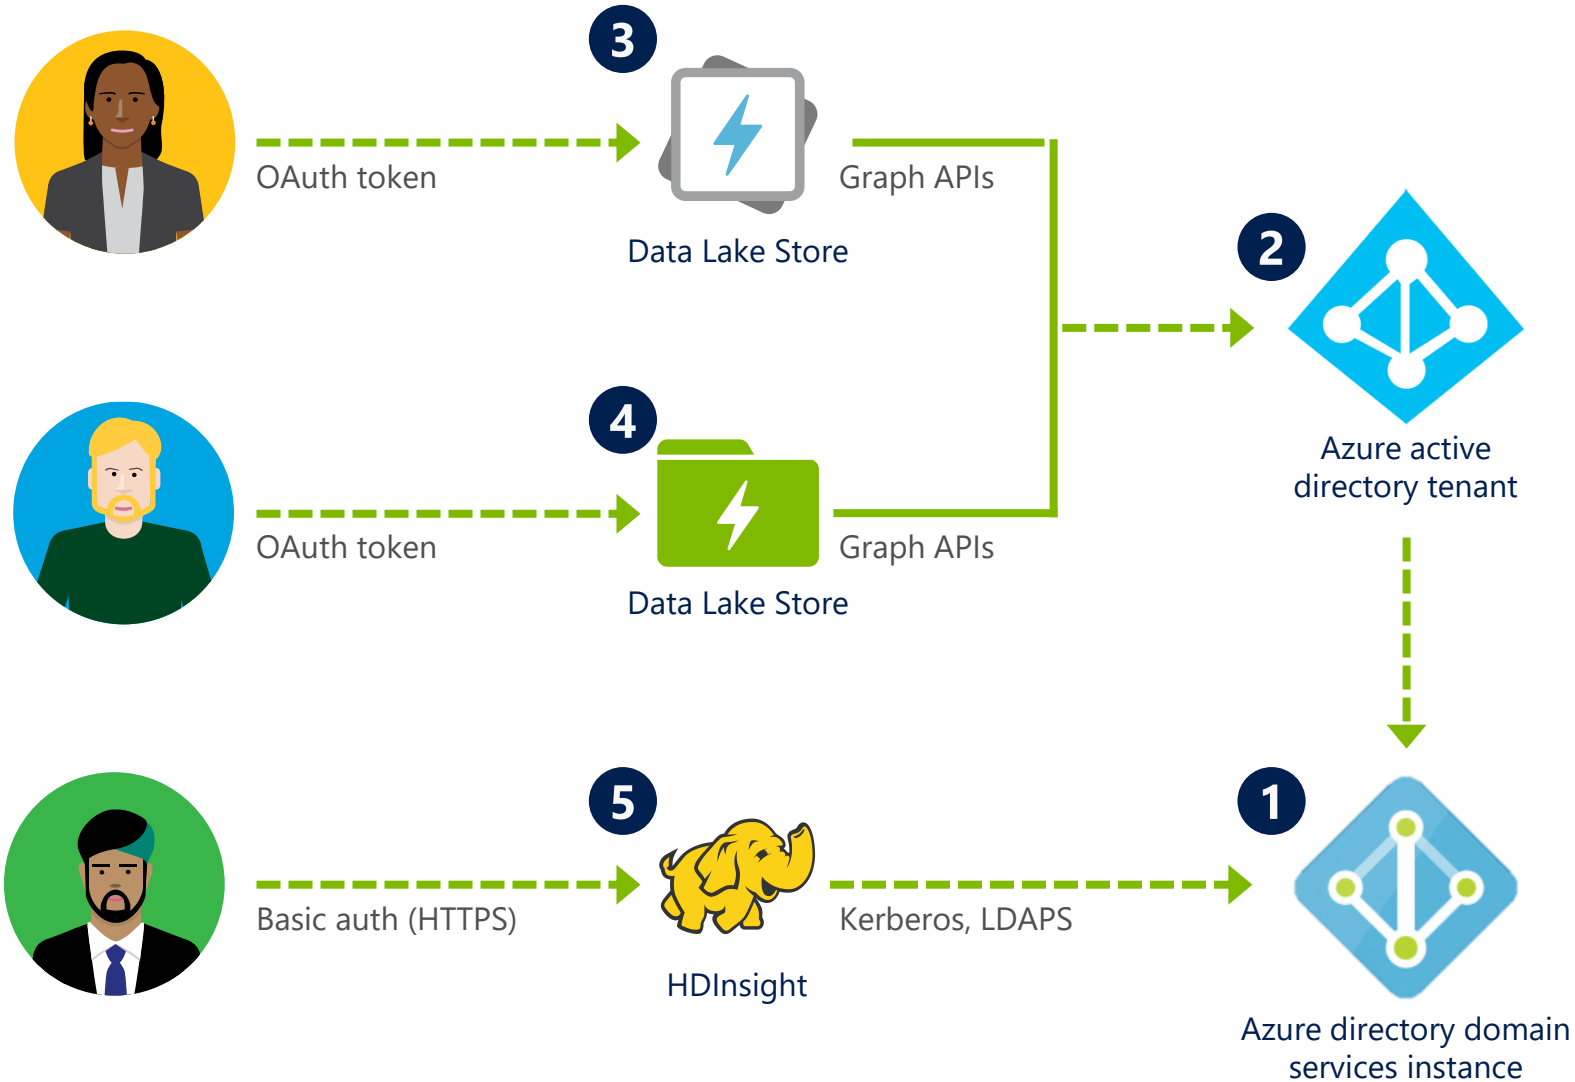 3
OAuth token
Graph APIs
Data Lake Store
2
4
Azure active
directory tenant
OAuth token
Graph APIs
Data Lake Store
5
1
Basic auth (HTTPS)
Kerberos, LDAPS
HDInsight
Azure directory domain
services instance